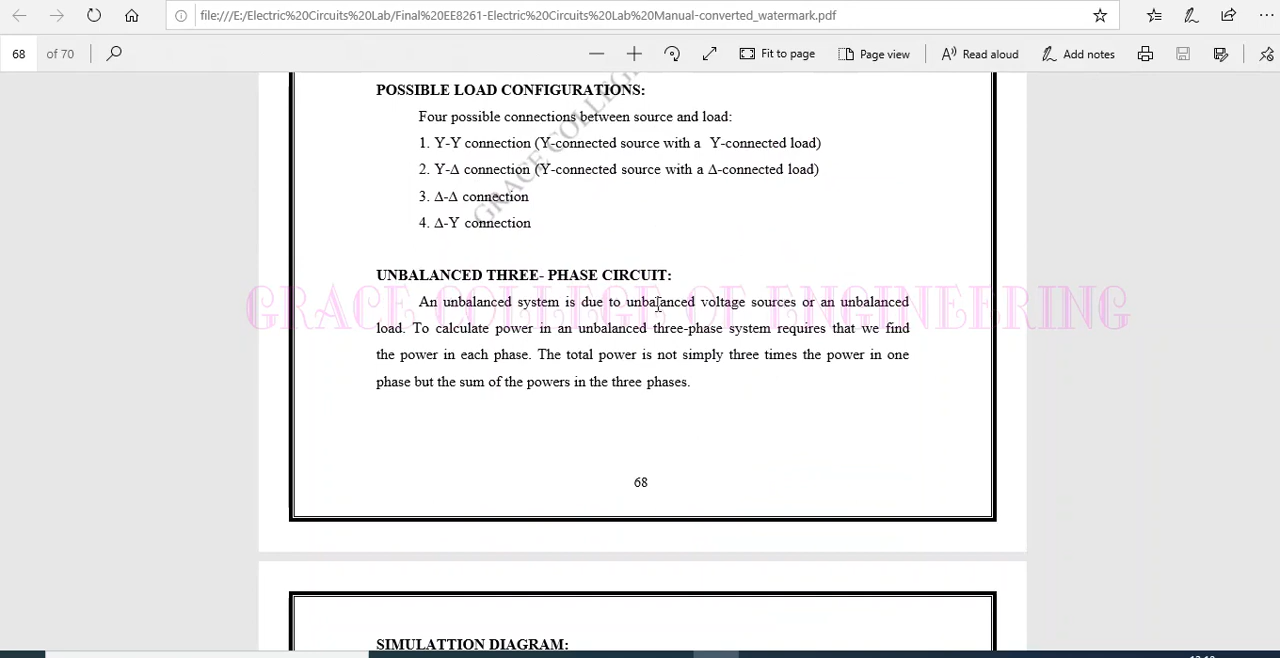 file:///E:/Electric%20Circuits%20Lab/Final%20EE8261-Electric%20Circuits%20Lab%20Manual-converted_watermark.pdf
68 of 70 Fit to page Page view Read aloud Add notes
POSSIBLE LOAD CONFIGURATIONS:
Four possible connections between source and load:
1. Y-Y connection (Y-connected source with a Y-connected load)
2. Y-Δ connection (Y-connected source with a Δ-connected load)
3. Δ-Δ connection
4. Δ-Y connection
GRACE COLLEGE
UNBALANCED THREE- PHASE CIRCUIT:
An unbalanced system is due to unbalanced voltage sources or an unbalanced
GRACE COLLEGE OF ENGINEERING
load. To calculate power in an unbalanced three-phase system requires that we find
the power in each phase. The total power is not simply three times the power in one
phase but the sum of the powers in the three phases.
68
SIMULATTION DIAGRAM: